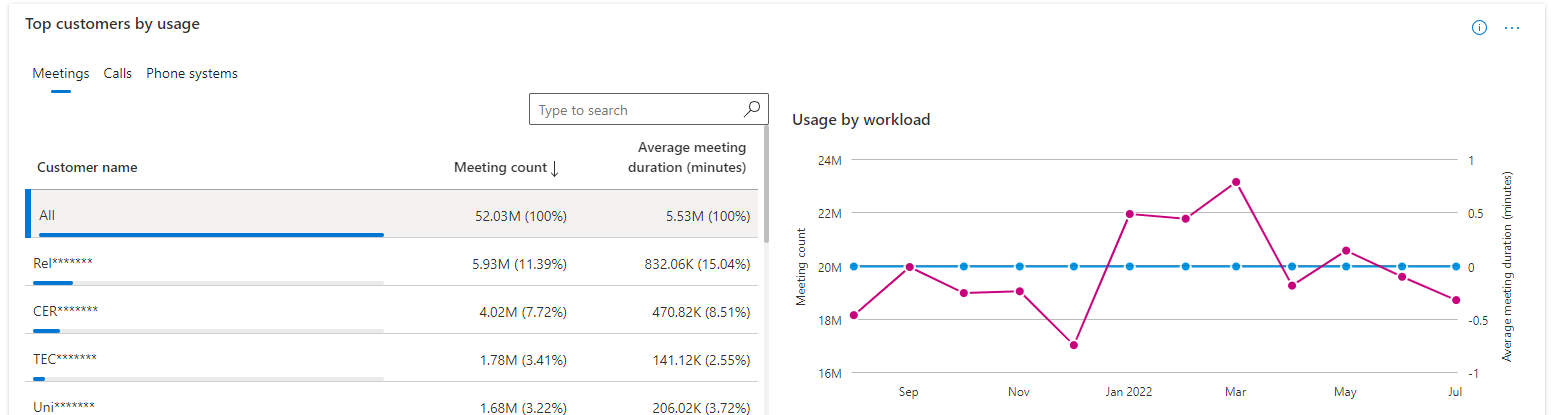 Top customers by usage
Meetings Calls Phone systems
Type to search
Customer name Meeting count↓ Average meeting
duration (minutes)
All 52.03M (100%) 5.53M (100%)
Rel******* 5.93M (11.39%) 832.06K (15.04%)
CER******* 4.02M (7.72%) 470.82K (8.51%)
TEC******* 1.78M (3.41%) 141.12K (2.55%)
Uni******* 1.68M (3.22%) 206.02K (3.72%)
Usage by workload
24M 1
22M 0.5
20M 0
18M -0.5
16M -1
Meeting count
Average meeting duration (minutes)
Sep Nov Jan 2022 Mar May Jul